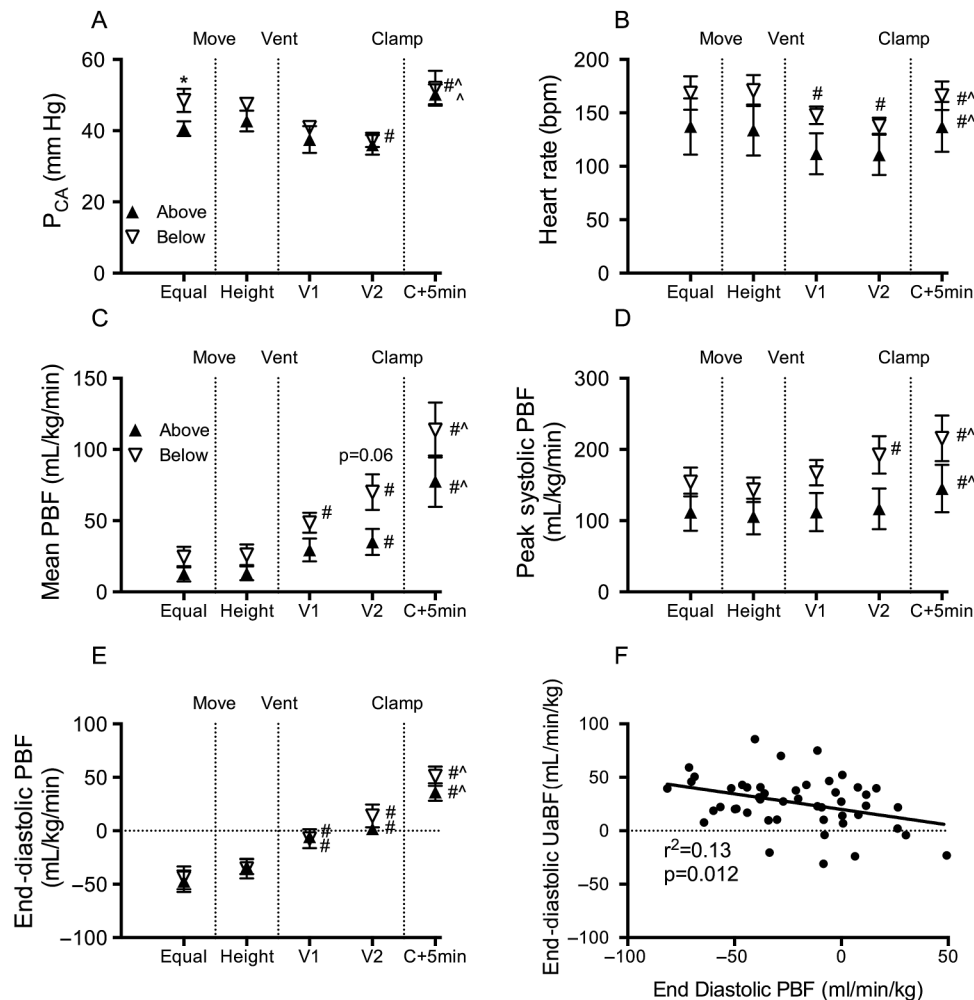 A
Move Vent Clamp
P_CA (mm Hg)
60
40
20
0
*
#^
^
#
Above
Below
Equal Height V1 V2 C+5min
B
Move Vent Clamp
Heart rate (bpm)
200
150
100
50
0
# #
#^
#^
Equal Height V1 V2 C+5min
C
Move Vent Clamp
Mean PBF (mL/kg/min)
150
100
50
0
Above
Below
p=0.06
#^
#^
# #
#
Equal Height V1 V2 C+5min
D
Move Vent Clamp
Peak systolic PBF
(mL/kg/min)
300
200
100
0
#^
#
#^
Equal Height V1 V2 C+5min
E
Move Vent Clamp
End-diastolic PBF
(mL/kg/min)
100
50
0
−50
−100
#^
#^
#
#
#
#
Equal Height V1 V2 C+5min
F
End-diastolic UaBF(mL/min/kg)
100
50
0
−50
−100
r²=0.13
p=0.012
−100 −50 0 50
End Diastolic PBF (ml/min/kg)